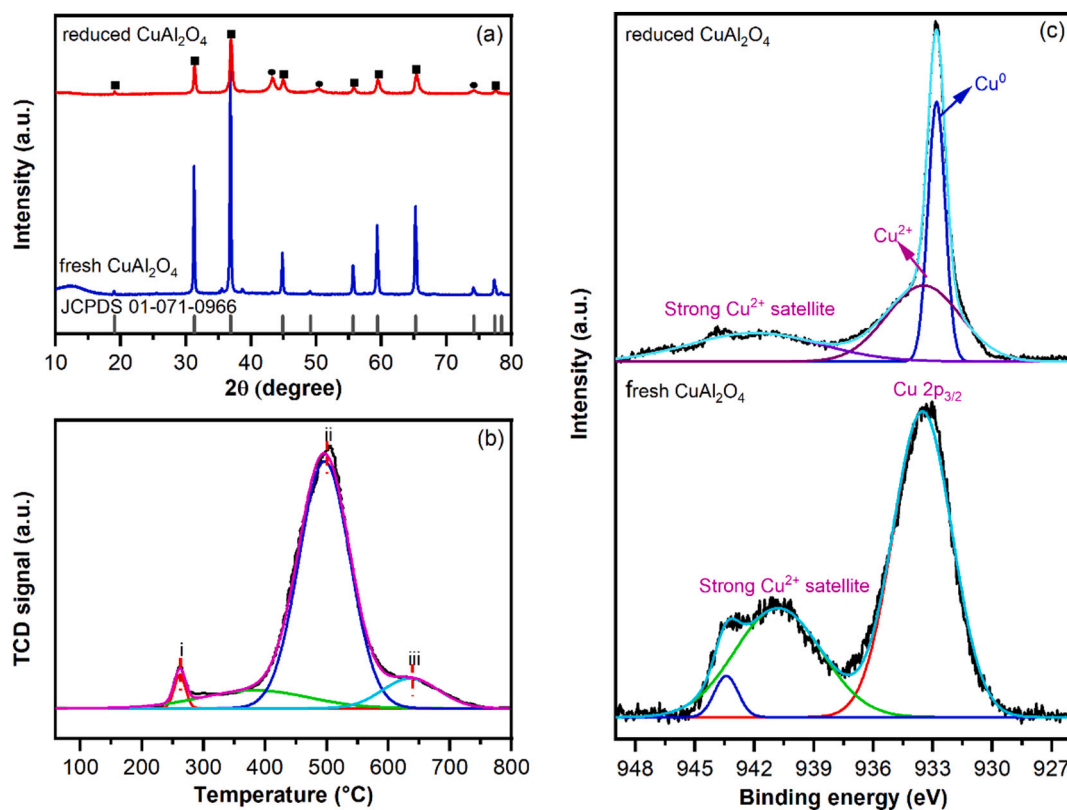 (a)
reduced CuAl₂O₄
fresh CuAl₂O₄
JCPDS 01-071-0966
Intensity (a.u.)
10 20 30 40 50 60 70 80
2θ (degree)
(b)
i
ii
iii
TCD signal (a.u.)
100 200 300 400 500 600 700 800
Temperature (°C)
(c)
reduced CuAl₂O₄
Cu⁰
Cu²⁺
Strong Cu²⁺ satellite
fresh CuAl₂O₄
Cu 2p₃/₂
Strong Cu²⁺ satellite
Intensity (a.u.)
948 945 942 939 936 933 930 927
Binding energy (eV)